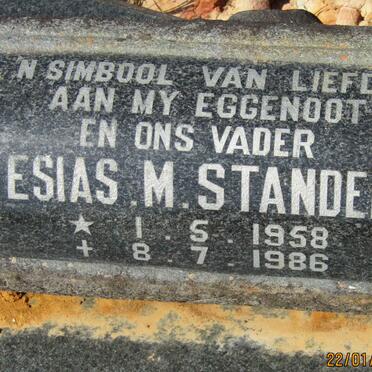 'N SIMBOOL VAN LIEFD
AAN MY EGGENOOT
EN ONS VADER
ESIAS . M. STANDE
★ 1 . 5 . 1958
+ 8 . 7 . 1986
22/01/